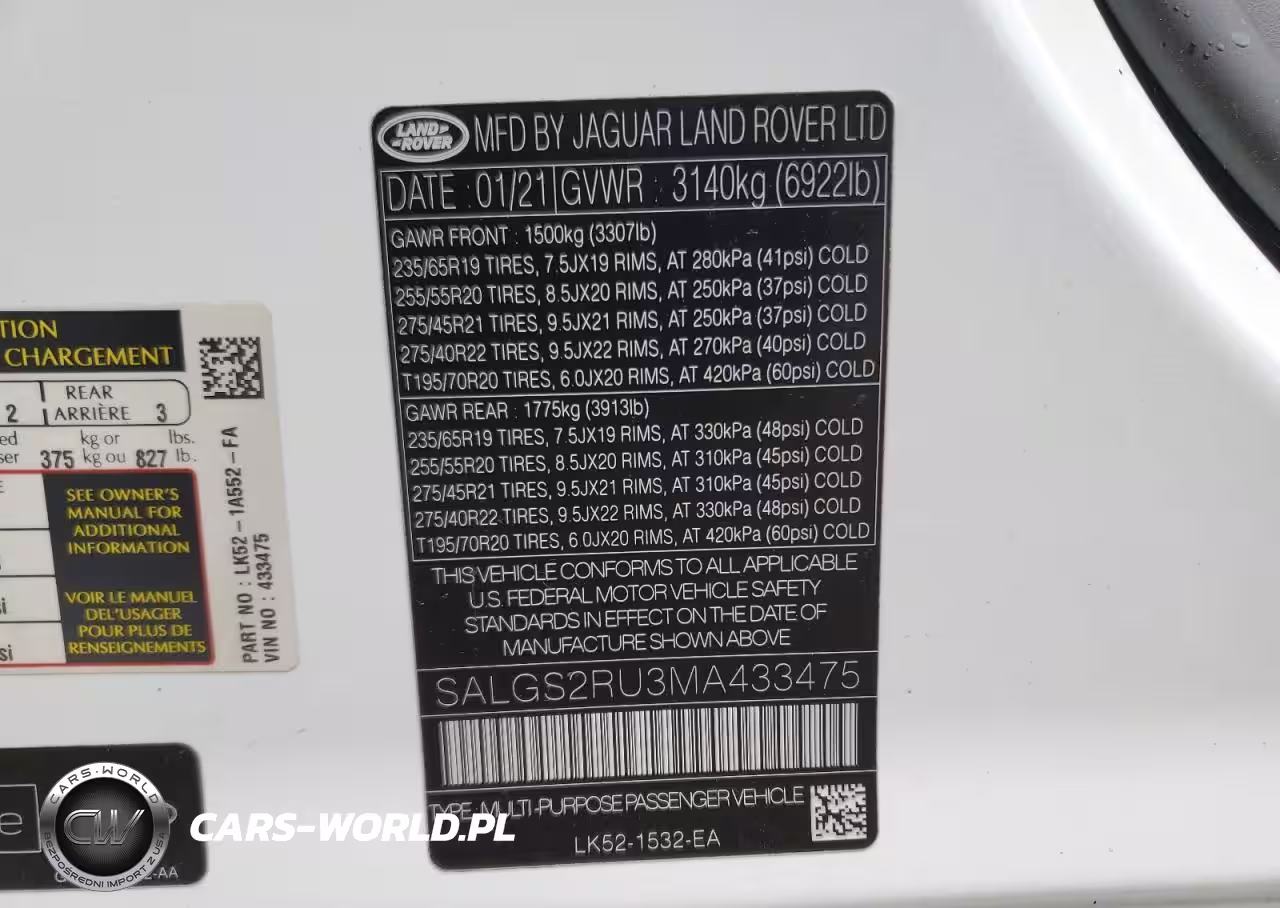 LAND ROVER
MFD BY JAGUAR LAND ROVER LTD
DATE : 01/21 GVWR : 3140kg (6922lb)
GAWR FRONT : 1500kg (3307lb)
235/65R19 TIRES, 7.5JX19 RIMS, AT 280kPa (41psi) COLD
255/55R20 TIRES, 8.5JX20 RIMS, AT 250kPa (37psi) COLD
275/45R21 TIRES, 9.5JX21 RIMS, AT 250kPa (37psi) COLD
275/40R22 TIRES, 9.5JX22 RIMS, AT 270kPa (40psi) COLD
T195/70R20 TIRES, 6.0JX20 RIMS, AT 420kPa (60psi) COLD
GAWR REAR : 1775kg (3913lb)
235/65R19 TIRES, 7.5JX19 RIMS, AT 330kPa (48psi) COLD
255/55R20 TIRES, 8.5JX20 RIMS, AT 310kPa (45psi) COLD
275/45R21 TIRES, 9.5JX21 RIMS, AT 310kPa (45psi) COLD
275/40R22 TIRES, 9.5JX22 RIMS, AT 330kPa (48psi) COLD
T195/70R20 TIRES, 6.0JX20 RIMS, AT 420kPa (60psi) COLD
THIS VEHICLE CONFORMS TO ALL APPLICABLE
U.S. FEDERAL MOTOR VEHICLE SAFETY
STANDARDS IN EFFECT ON THE DATE OF
MANUFACTURE SHOWN ABOVE
SALGS2RU3MA433475
TYPE : MULTI-PURPOSE PASSENGER VEHICLE
LK52-1532-EA
TION
CHARGEMENT
2 REAR
ARRIÈRE 3
kg or lbs.
375 kg ou 827 lb.
SEE OWNER'S
MANUAL FOR
ADDITIONAL
INFORMATION
VOIR LE MANUEL
DEL'USAGER
POUR PLUS DE
RENSEIGNEMENTS
PART NO : LK52-1A552-FA
VIN NO : 433475
CARS-WORLD
CW
BEZPOŚREDNI IMPORT Z USA
CARS-WORLD.PL
-AA